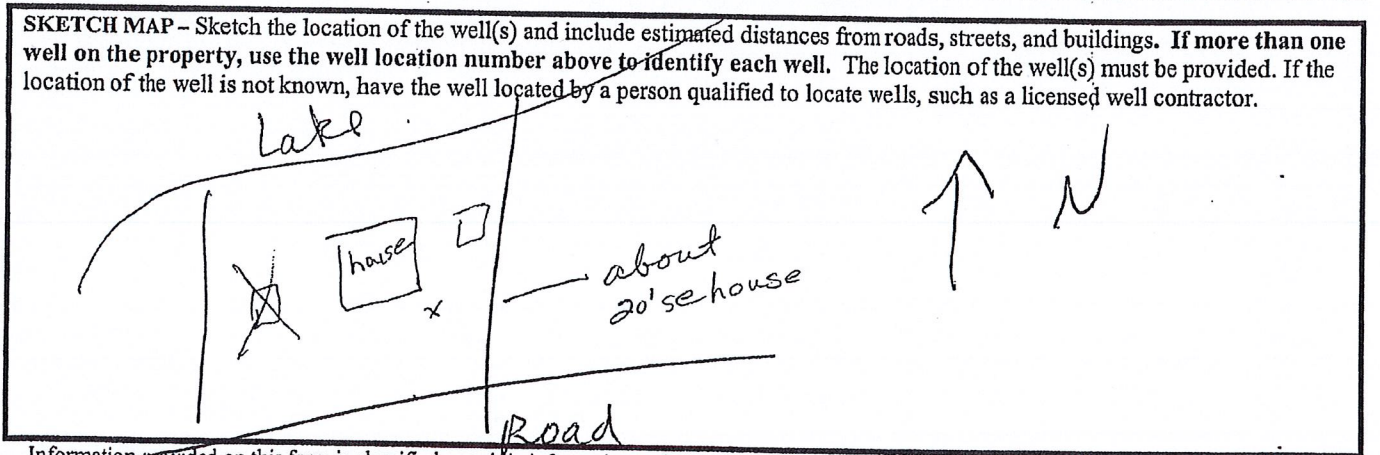 SKETCH MAP – Sketch the location of the well(s) and include estimated distances from roads, streets, and buildings. If more than one
well on the property, use the well location number above to identify each well. The location of the well(s) must be provided. If the
location of the well is not known, have the well located by a person qualified to locate wells, such as a licensed well contractor.
Lake
N
house
x
about
20' se house
Road
Information